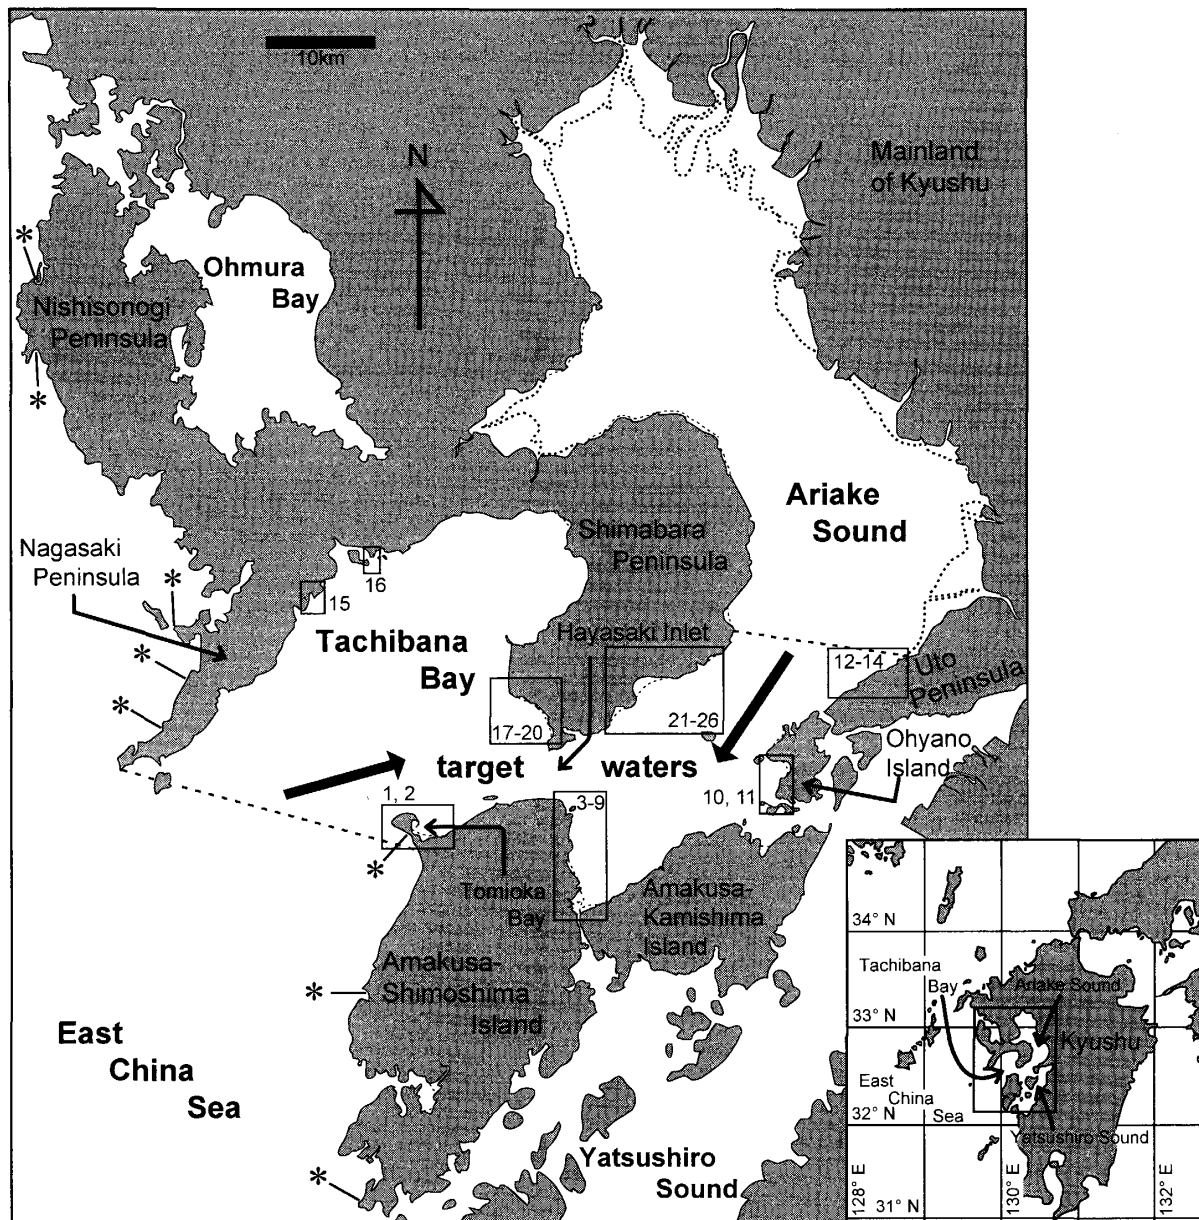 10km
N
Mainland
of Kyushu
Ohmura
Bay
*
Nishisonogi
Peninsula
*
Ariake
Sound
Shimabara
Peninsula
Nagasaki
Peninsula
*
16
15
Tachibana
Bay
Hayasaki Inlet
*
12-14
Uto
Peninsula
*
17-20
21-26
Ohyano
Island
target
waters
1, 2
3-9
10, 11
*
Tomioka
Bay
Amakusa-
Kamishima
Island
Amakusa-
Shimoshima
Island
*
East
China
Sea
Yatsushiro
Sound
*
34° N
Tachibana
Bay
Ariake Sound
33° N
Kyushu
East
China
Sea
32° N
Yatsushiro Sound
31° N
128° E
130° E
132° E